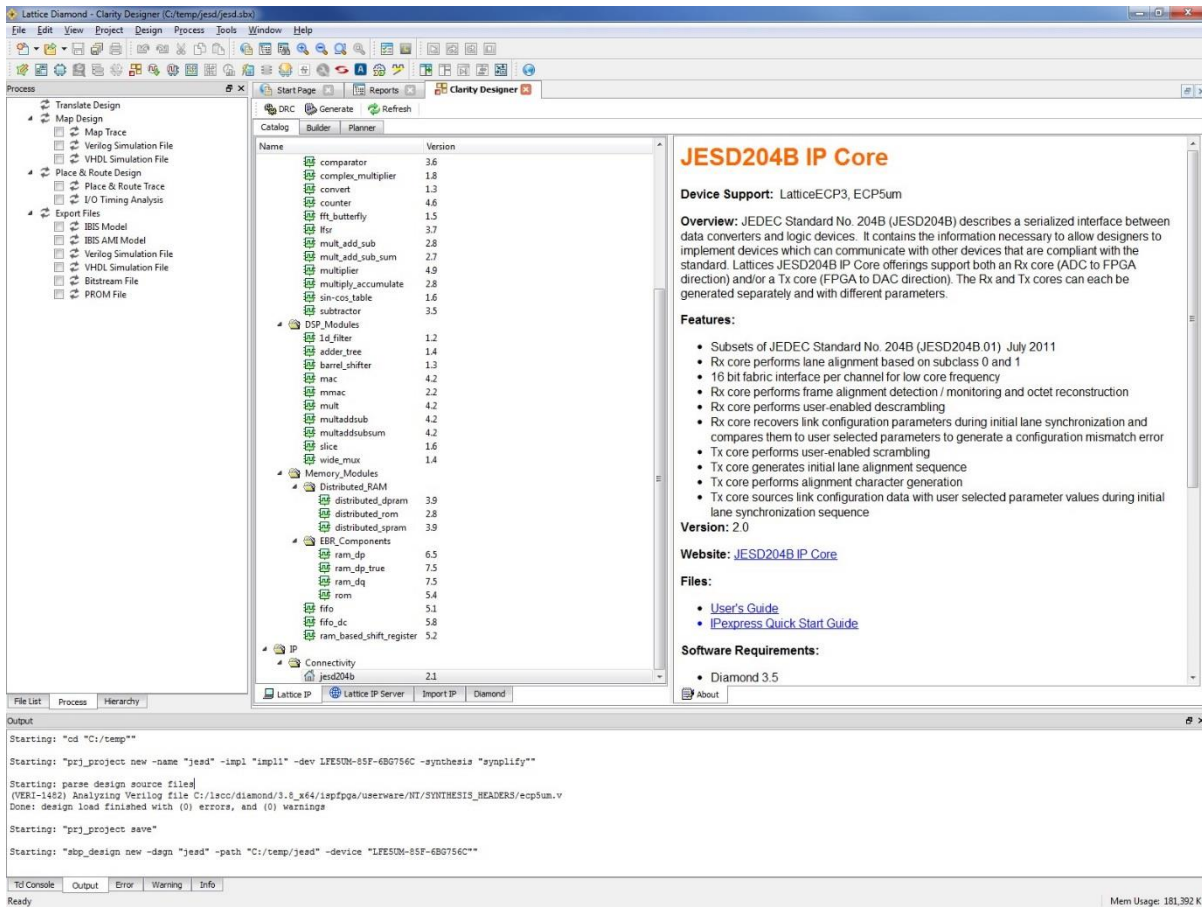 Lattice Diamond - Clarity Designer (C:/temp/jesd/jesd.sbx)
File Edit View Project Design Process Tools Window Help
Process
Translate Design
Map Design
Map Trace
Verilog Simulation File
VHDL Simulation File
Place & Route Design
Place & Route Trace
I/O Timing Analysis
Export Files
IBIS Model
IBIS AMI Model
Verilog Simulation File
VHDL Simulation File
Bitstream File
PROM File
File List Process Hierarchy
Start Page Reports Clarity Designer
DRC Generate Refresh
Catalog Builder Planner
Name Version
comparator 3.6
complex_multiplier 1.8
convert 1.3
counter 4.6
fft_butterfly 1.5
lfsr 3.7
mult_add_sub 2.8
mult_add_sub_sum 2.7
multiplier 4.9
multiply_accumulate 2.8
sin-cos_table 1.6
subtractor 3.5
DSP_Modules
1d_filter 1.2
adder_tree 1.4
barrel_shifter 1.3
mac 4.2
mmac 2.2
mult 4.2
multaddsub 4.2
multaddsubsum 4.2
slice 1.6
wide_mux 1.4
Memory_Modules
Distributed_RAM
distributed_dpram 3.9
distributed_rom 2.8
distributed_spram 3.9
EBR_Components
ram_dp 6.5
ram_dp_true 7.5
ram_dq 7.5
rom 5.4
fifo 5.1
fifo_dc 5.8
ram_based_shift_register 5.2
IP
Connectivity
jesd204b 2.1
Lattice IP Lattice IP Server Import IP Diamond
JESD204B IP Core
Device Support: LatticeECP3, ECP5um
Overview: JEDEC Standard No. 204B (JESD204B) describes a serialized interface between
data converters and logic devices. It contains the information necessary to allow designers to
implement devices which can communicate with other devices that are compliant with the
standard. Lattices JESD204B IP Core offerings support both an Rx core (ADC to FPGA
direction) and/or a Tx core (FPGA to DAC direction). The Rx and Tx cores can each be
generated separately and with different parameters.
Features:
• Subsets of JEDEC Standard No. 204B (JESD204B.01) July 2011
• Rx core performs lane alignment based on subclass 0 and 1
• 16 bit fabric interface per channel for low core frequency
• Rx core performs frame alignment detection / monitoring and octet reconstruction
• Rx core performs user-enabled descrambling
• Rx core recovers link configuration parameters during initial lane synchronization and
compares them to user selected parameters to generate a configuration mismatch error
• Tx core performs user-enabled scrambling
• Tx core generates initial lane alignment sequence
• Tx core performs alignment character generation
• Tx core sources link configuration data with user selected parameter values during initial
lane synchronization sequence
Version: 2.0
Website: JESD204B IP Core
Files:
• User's Guide
• IPexpress Quick Start Guide
Software Requirements:
• Diamond 3.5
About
Output
Starting: "cd "C:/temp""
Starting: "prj_project new -name "jesd" -impl "impl1" -dev LFE5UM-85F-6BG756C -synthesis "synplify""
Starting: parse design source files
(VERI-1482) Analyzing Verilog file C:/lscc/diamond/3.8_x64/ispfpga/userware/NT/SYNTHESIS_HEADERS/ecp5um.v
Done: design load finished with (0) errors, and (0) warnings
Starting: "prj_project save"
Starting: "sbp_design new -dsgn "jesd" -path "C:/temp/jesd" -device "LFE5UM-85F-6BG756C""
Tcl Console Output Error Warning Info
Ready Mem Usage: 181,392 K